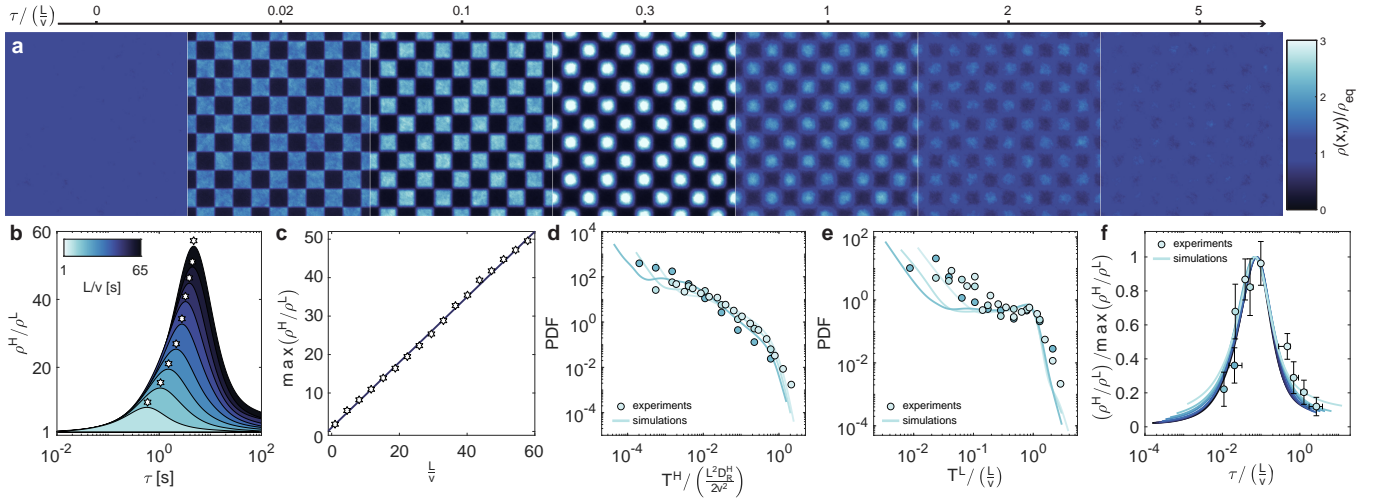 τ / (L/v) 0 0.02 0.1 0.3 1 2 5
a
3
2
1
0
ρ(x,y)/ρeq
b
60
40
20
1
ρ^H/ρ^L
1 65
L/v [s]
10^-2 10^0 10^2
τ [s]
c
50
40
30
20
10
0
max(ρ^H/ρ^L)
0 20 40 60
L/v
d
10^4
10^2
10^0
10^-2
10^-4
PDF
experiments
simulations
10^-4 10^-2 10^0
T^H / (L^2 D_R^H / 2v^2)
e
10^2
10^0
10^-2
10^-4
PDF
experiments
simulations
10^-2 10^-1 10^0
T^L / (L/v)
f
experiments
simulations
1
0.8
0.6
0.4
0.2
0
(ρ^H/ρ^L) / max(ρ^H/ρ^L)
10^-4 10^-2 10^0
τ / (L/v)